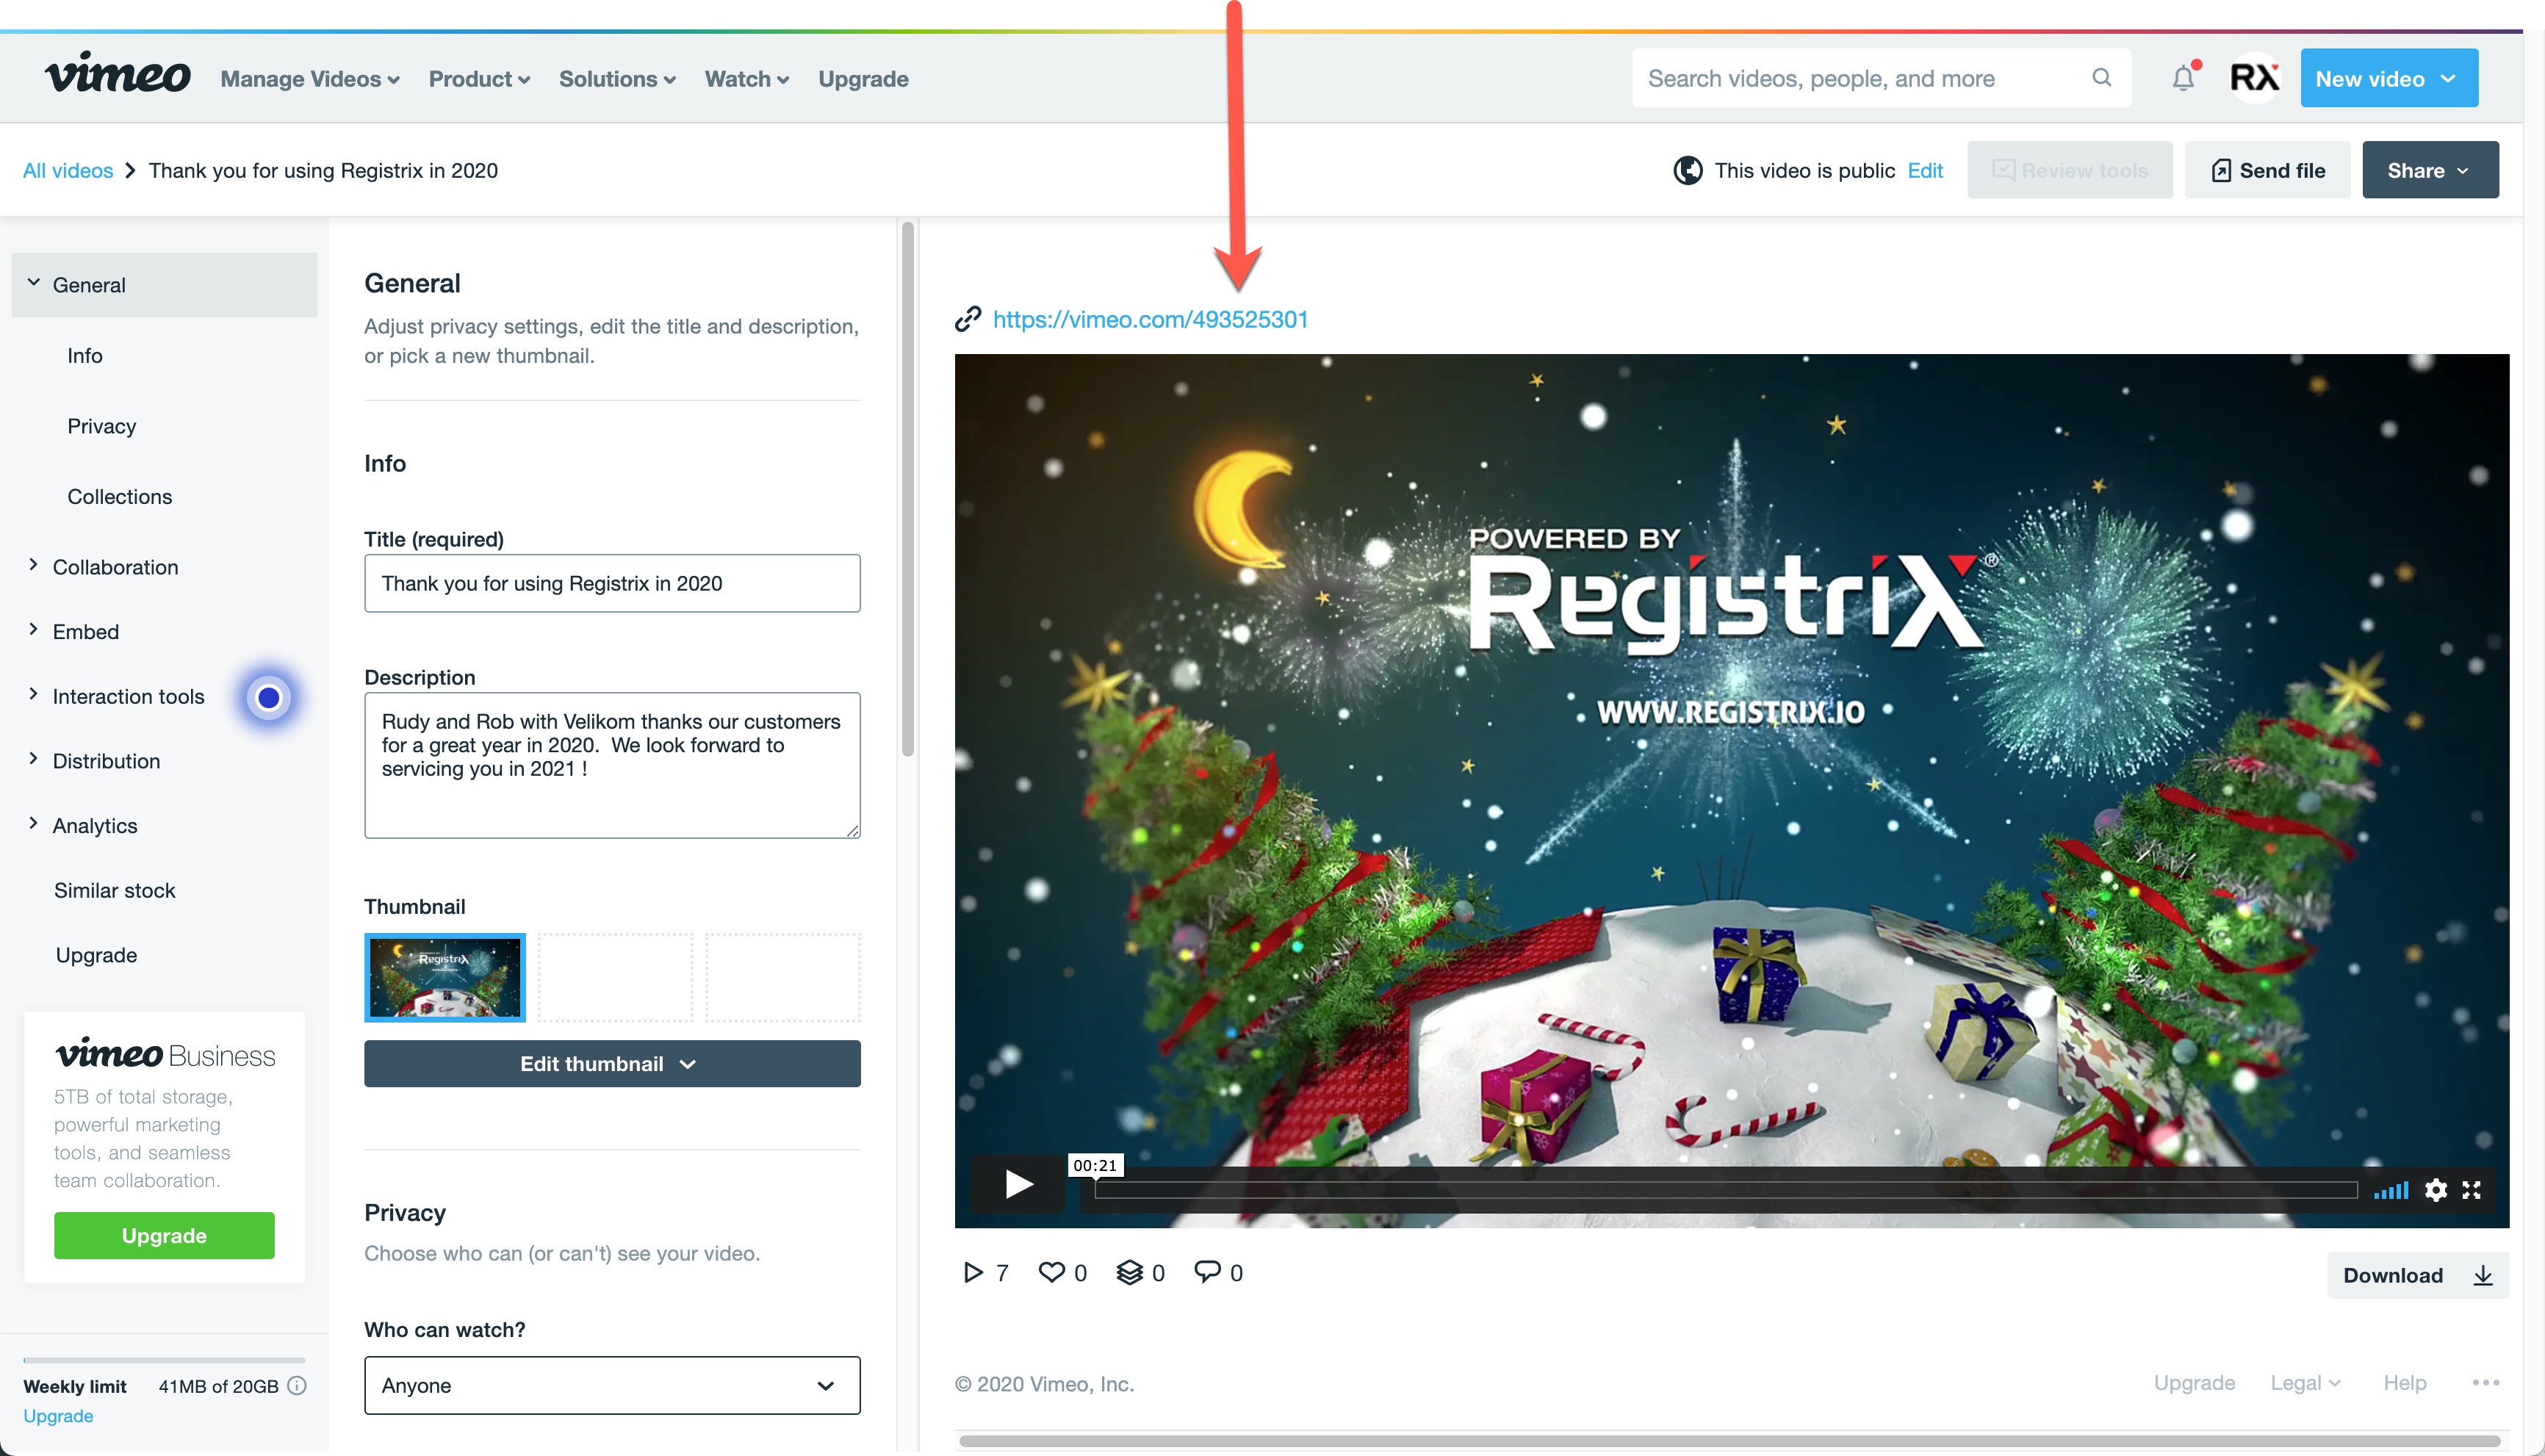 vimeo Manage Videos Product Solutions Watch Upgrade Search videos, people, and more RX New video
All videos Thank you for using Registrix in 2020 This video is public Edit Review tools Send file Share
General
Info
Privacy
Collections
Collaboration
Embed
Interaction tools
Distribution
Analytics
Similar stock
Upgrade
vimeo Business
5TB of total storage,
powerful marketing
tools, and seamless
team collaboration.
Upgrade
Weekly limit 41MB of 20GB
Upgrade
General
Adjust privacy settings, edit the title and description,
or pick a new thumbnail.
Info
Title (required)
Thank you for using Registrix in 2020
Description
Rudy and Rob with Velikom thanks our customers
for a great year in 2020. We look forward to
servicing you in 2021 !
Thumbnail
Registrix
Edit thumbnail
Privacy
Choose who can (or can't) see your video.
Who can watch?
Anyone
https://vimeo.com/493525301
POWERED BY
Registrix®
WWW.REGISTRIX.IO
00:21
7 0 0 0
Download
© 2020 Vimeo, Inc. Upgrade Legal Help